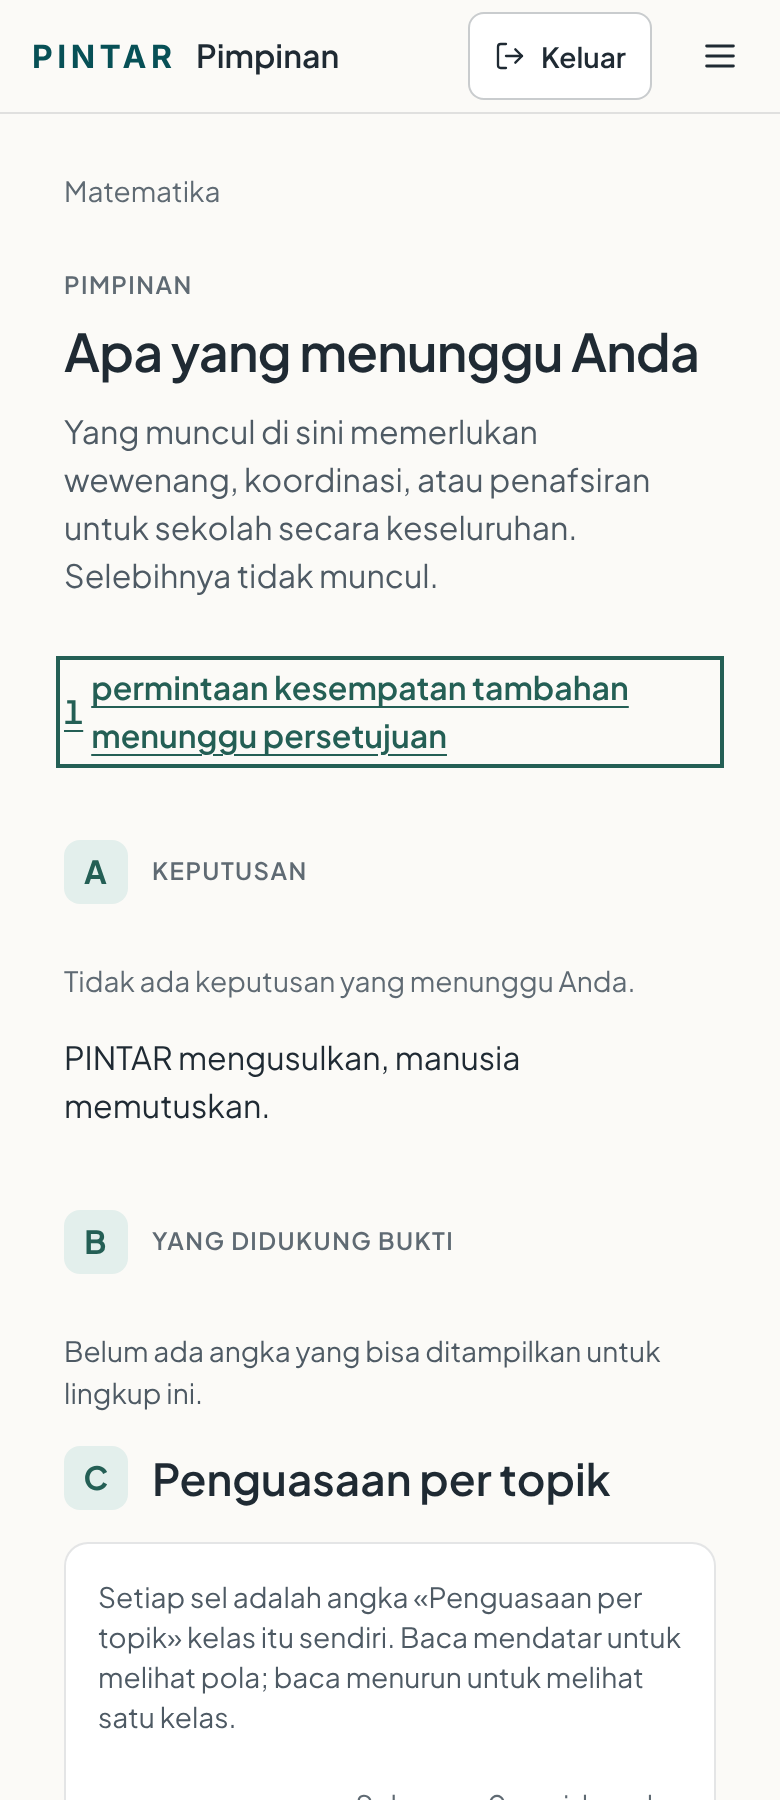 PINTAR Pimpinan
Keluar
Matematika
PIMPINAN
Apa yang menunggu Anda
Yang muncul di sini memerlukan
wewenang, koordinasi, atau penafsiran
untuk sekolah secara keseluruhan.
Selebihnya tidak muncul.
1 permintaan kesempatan tambahan
menunggu persetujuan
A KEPUTUSAN
Tidak ada keputusan yang menunggu Anda.
PINTAR mengusulkan, manusia
memutuskan.
B YANG DIDUKUNG BUKTI
Belum ada angka yang bisa ditampilkan untuk
lingkup ini.
C Penguasaan per topik
Setiap sel adalah angka «Penguasaan per
topik» kelas itu sendiri. Baca mendatar untuk
melihat pola; baca menurun untuk melihat
satu kelas.